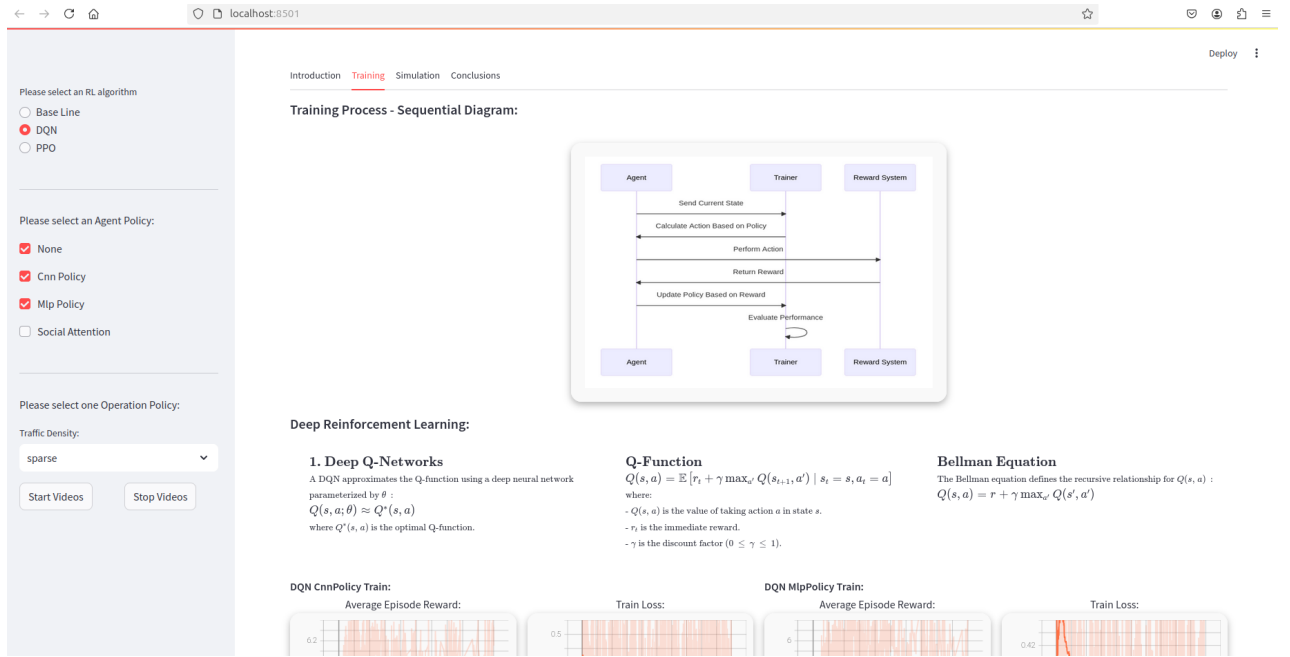 localhost:8501
Deploy
Please select an RL algorithm
Base Line
DQN
PPO
Please select an Agent Policy:
None
Cnn Policy
Mlp Policy
Social Attention
Please select one Operation Policy:
Traffic Density:
sparse
Start Videos
Stop Videos
Introduction Training Simulation Conclusions
Training Process - Sequential Diagram:
Agent Trainer Reward System
Send Current State
Calculate Action Based on Policy
Perform Action
Return Reward
Update Policy Based on Reward
Evaluate Performance
Agent Trainer Reward System
Deep Reinforcement Learning:
1. Deep Q-Networks
A DQN approximates the Q-function using a deep neural network
parameterized by θ :
Q(s, a; θ) ≈ Q*(s, a)
where Q*(s, a) is the optimal Q-function.
Q-Function
Q(s, a) = 𝔼 [r_t + γ max_a′ Q(s_{t+1}, a′) | s_t = s, a_t = a]
where:
- Q(s, a) is the value of taking action a in state s.
- r_t is the immediate reward.
- γ is the discount factor (0 ≤ γ ≤ 1).
Bellman Equation
The Bellman equation defines the recursive relationship for Q(s, a) :
Q(s, a) = r + γ max_a′ Q(s′, a′)
DQN CnnPolicy Train:
Average Episode Reward:
6.2
Train Loss:
0.5
DQN MlpPolicy Train:
Average Episode Reward:
6
Train Loss:
0.42